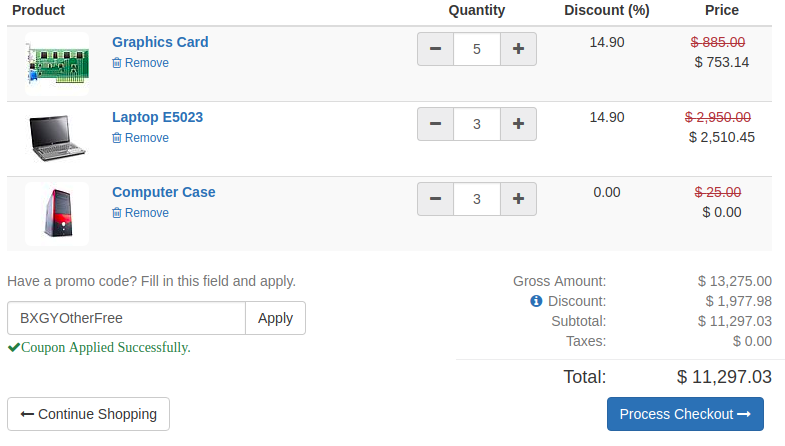 Product Quantity Discount (%) Price
Graphics Card 5 14.90 $ 885.00
Remove $ 753.14
Laptop E5023 3 14.90 $ 2,950.00
Remove $ 2,510.45
Computer Case 3 0.00 $ 25.00
Remove $ 0.00
Have a promo code? Fill in this field and apply.
BXGYOtherFree Apply
Coupon Applied Successfully.
Gross Amount: $ 13,275.00
Discount: $ 1,977.98
Subtotal: $ 11,297.03
Taxes: $ 0.00
Total: $ 11,297.03
Continue Shopping Process Checkout